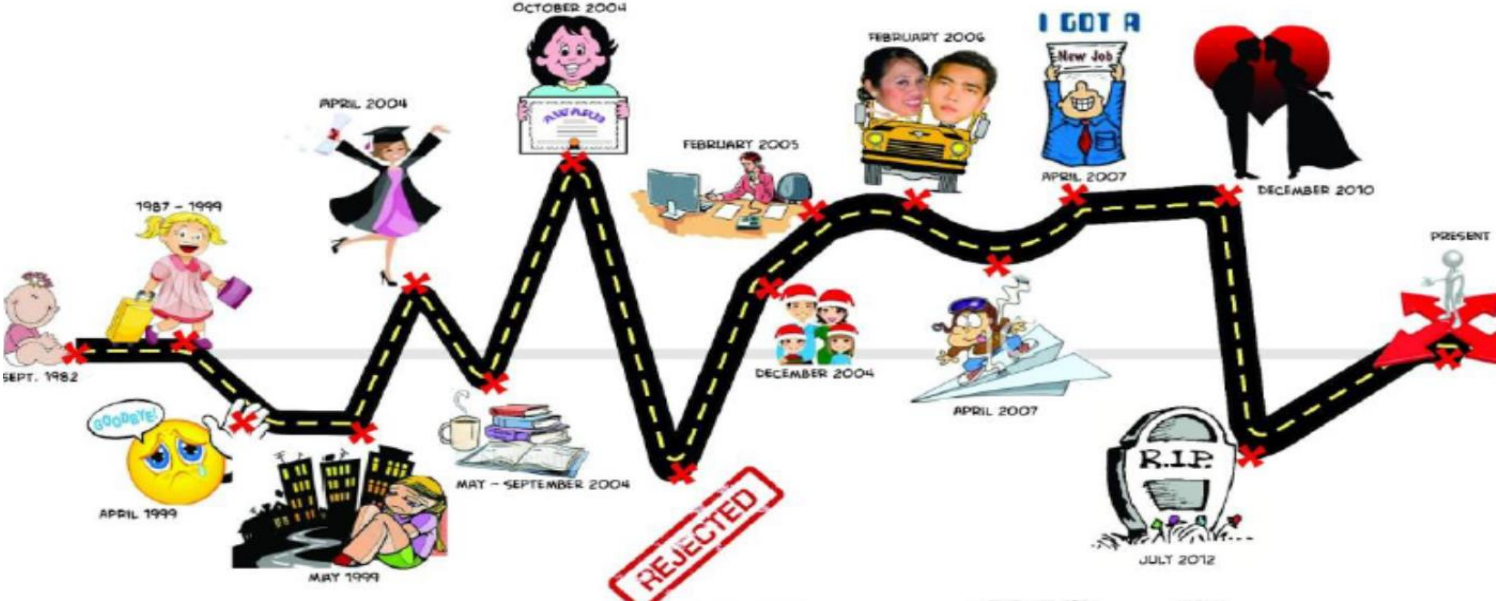 SEPT. 1982
1987 - 1999
GOODBYE!
APRIL 1999
MAY 1999
APRIL 2004
MAY - SEPTEMBER 2004
OCTOBER 2004
AWARD
REJECTED
DECEMBER 2004
FEBRUARY 2005
FEBRUARY 2006
APRIL 2007
I GOT A
New Job
APRIL 2007
DECEMBER 2010
R.I.P.
JULY 2012
PRESENT